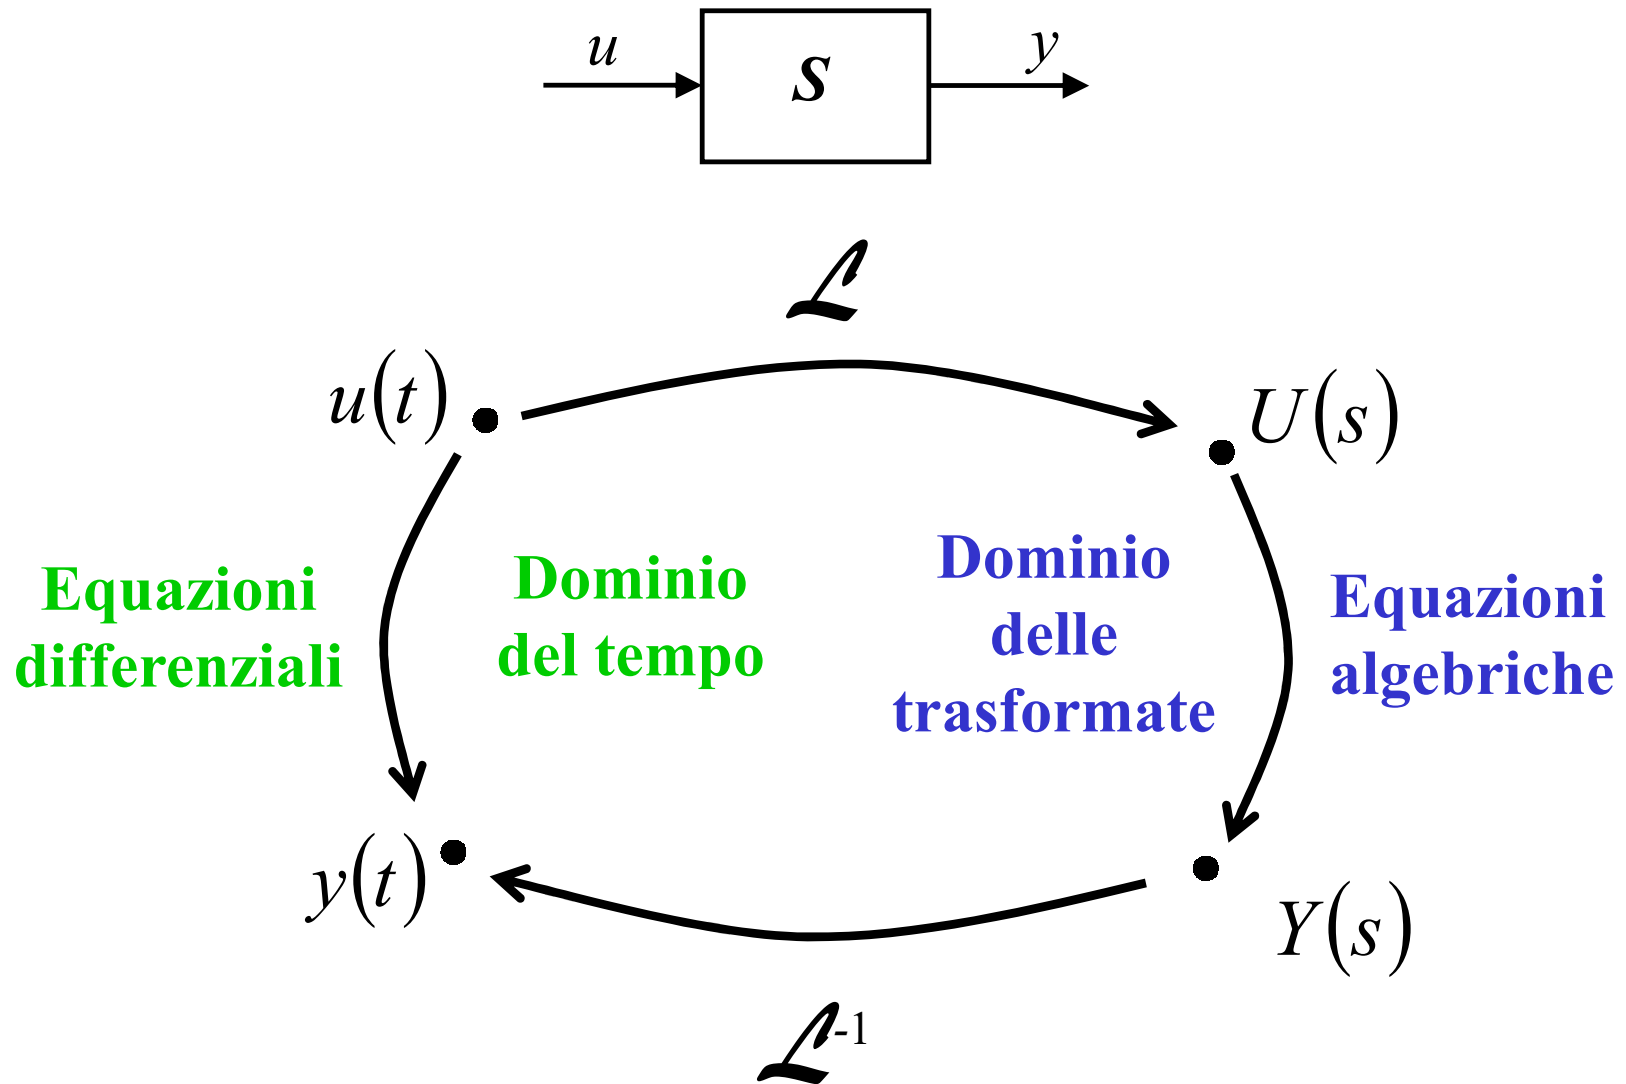 u
S
y
ℒ
u(t)
U(s)
Equazioni
differenziali
Dominio
del tempo
Dominio
delle
trasformate
Equazioni
algebriche
y(t)
Y(s)
ℒ-1